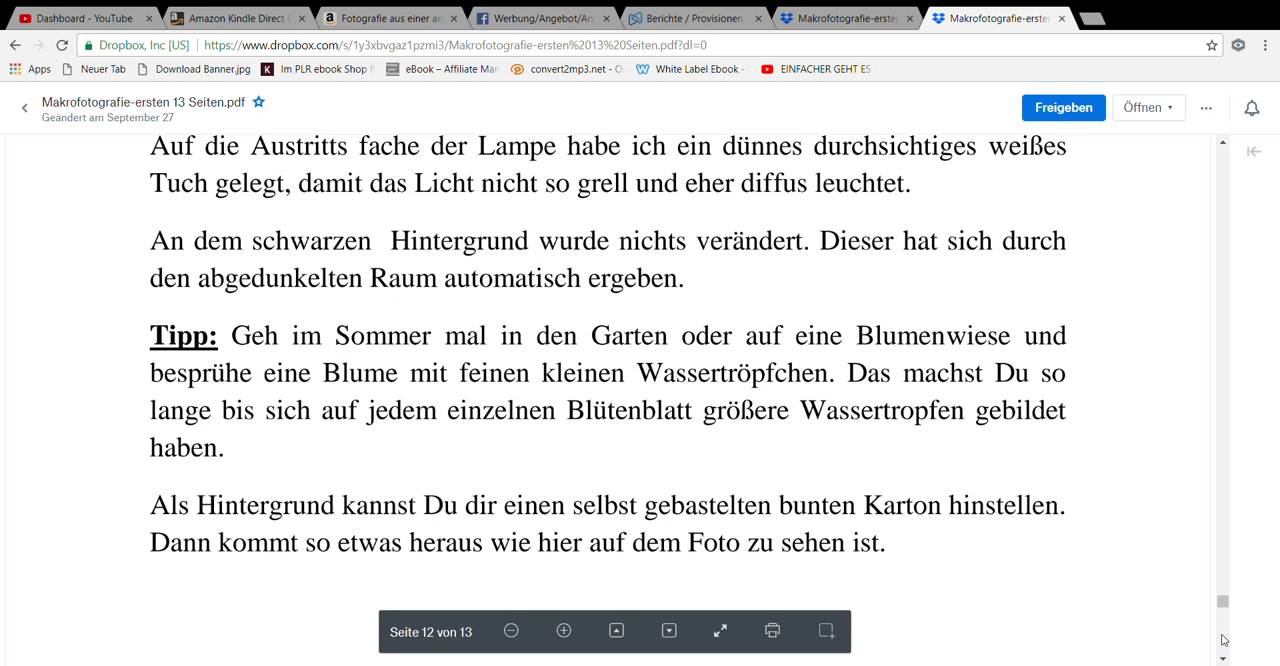 Dashboard - YouTube
Amazon Kindle Direct
Fotografie aus einer an
Werbung/Angebot/An
Berichte / Provisionen
Makrofotografie-erste
Makrofotografie-erste
Dropbox, Inc [US] https://www.dropbox.com/s/1y3xbvgaz1pzmi3/Makrofotografie-ersten%2013%20Seiten.pdf?dl=0
Apps Neuer Tab Download Banner.jpg Im PLR ebook Shop eBook – Affiliate Mar convert2mp3.net - O White Label Ebook - EINFACHER GEHT ES
Makrofotografie-ersten 13 Seiten.pdf
Geändert am September 27
Freigeben
Öffnen
Auf die Austritts fache der Lampe habe ich ein dünnes durchsichtiges weißes
Tuch gelegt, damit das Licht nicht so grell und eher diffus leuchtet.
An dem schwarzen Hintergrund wurde nichts verändert. Dieser hat sich durch
den abgedunkelten Raum automatisch ergeben.
Tipp: Geh im Sommer mal in den Garten oder auf eine Blumenwiese und
besprühe eine Blume mit feinen kleinen Wassertröpfchen. Das machst Du so
lange bis sich auf jedem einzelnen Blütenblatt größere Wassertropfen gebildet
haben.
Als Hintergrund kannst Du dir einen selbst gebastelten bunten Karton hinstellen.
Dann kommt so etwas heraus wie hier auf dem Foto zu sehen ist.
Seite 12 von 13